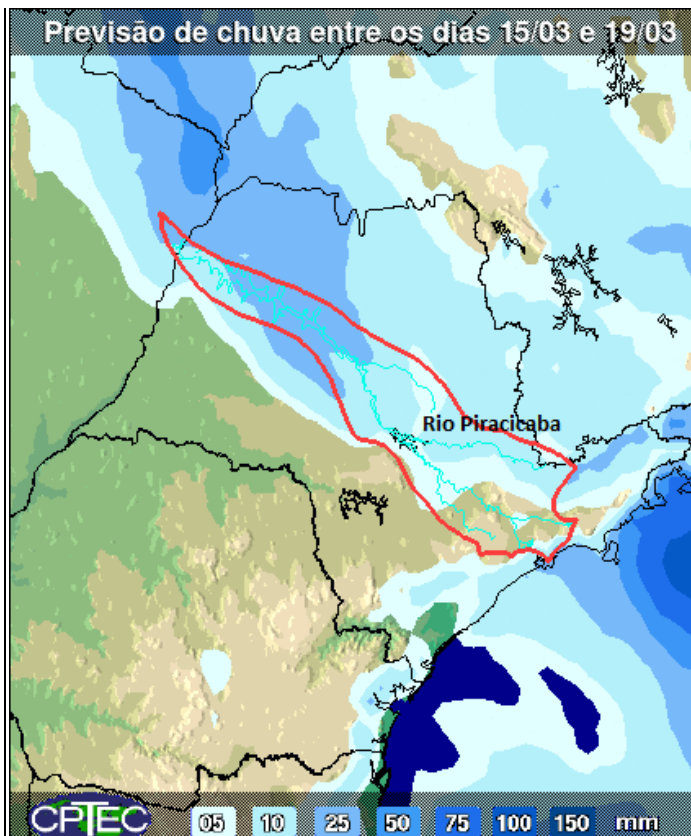 Previsão de chuva entre os dias 15/03 e 19/03
Rio Piracicaba
CPTEC 05 10 25 50 75 100 150 mm